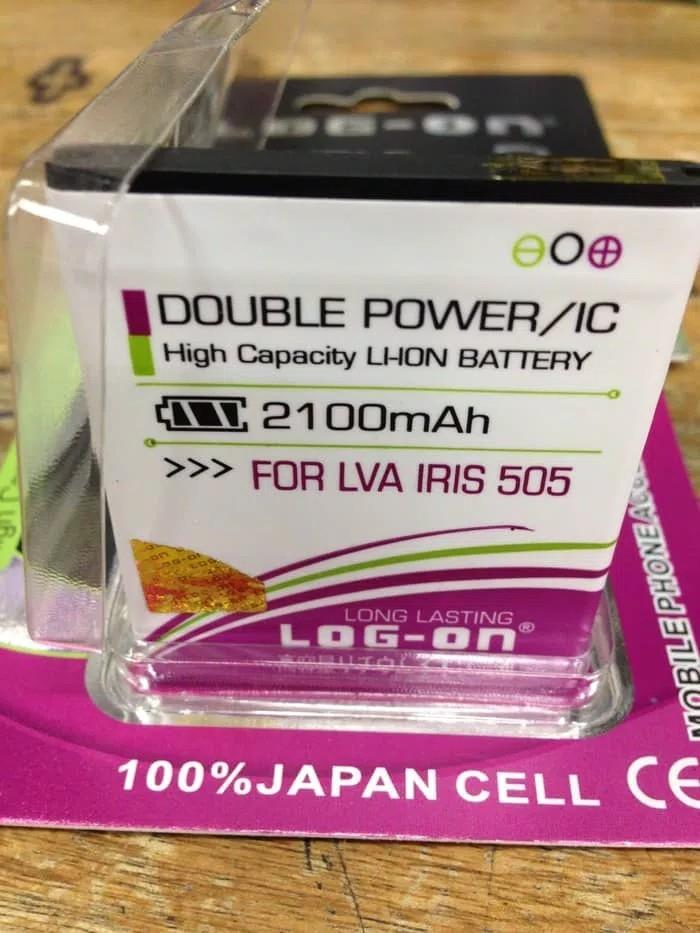 LOG-ON
DOUBLE POWER/IC
High Capacity LI-ION BATTERY
2100mAh
>>> FOR LVA IRIS 505
LONG LASTING
LOG-ON®
100%JAPAN CELL CE
MOBILE PHONE